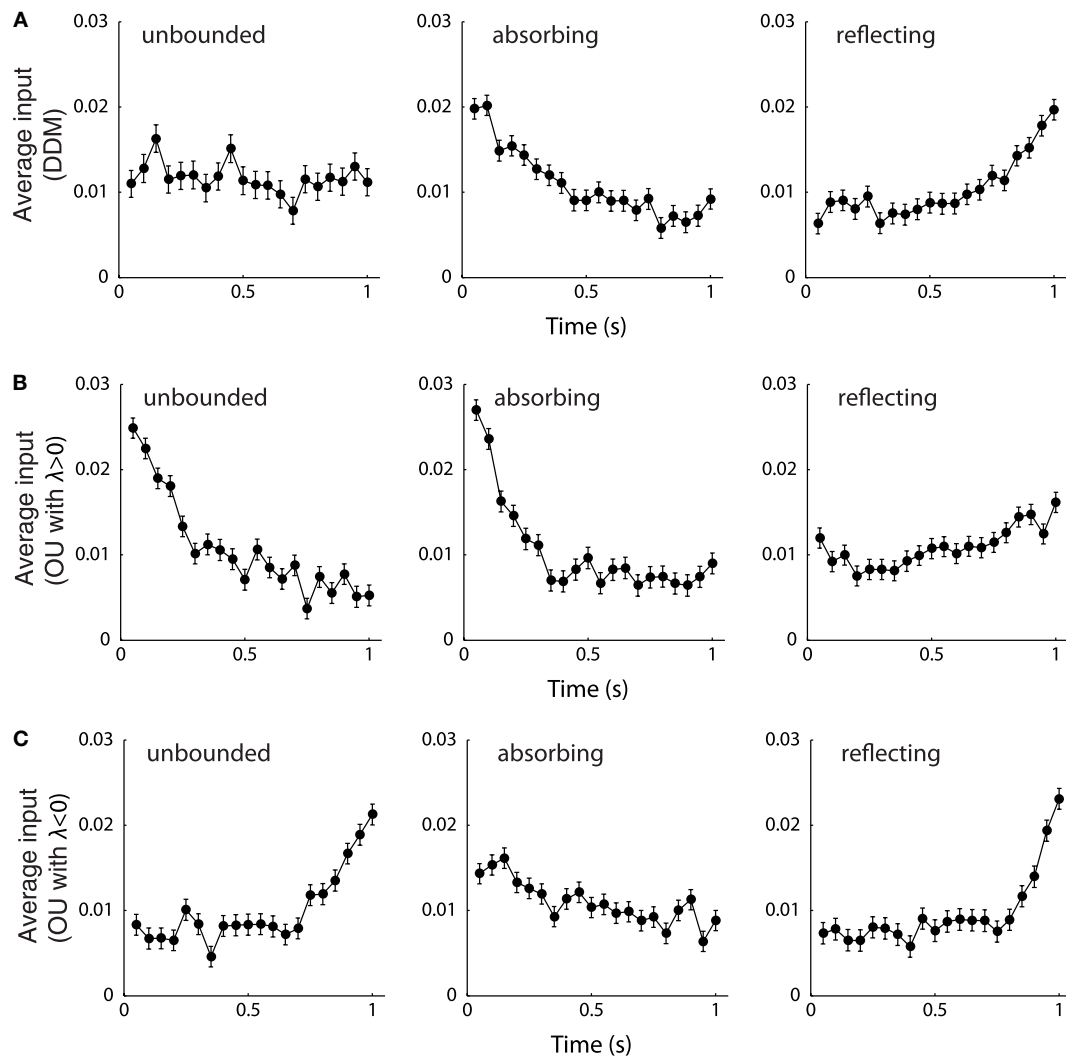 A
unbounded
absorbing
reflecting
Average input
(DDM)
0.03
0.02
0.01
0
0 0.5 1
0.03
0.02
0.01
0
0 0.5 1
0.03
0.02
0.01
0
0 0.5 1
Time (s)
B
unbounded
absorbing
reflecting
Average input
(OU with λ>0)
0.03
0.02
0.01
0
0 0.5 1
0.03
0.02
0.01
0
0 0.5 1
0.03
0.02
0.01
0
0 0.5 1
Time (s)
C
unbounded
absorbing
reflecting
Average input
(OU with λ<0)
0.03
0.02
0.01
0
0 0.5 1
0.03
0.02
0.01
0
0 0.5 1
0.03
0.02
0.01
0
0 0.5 1
Time (s)